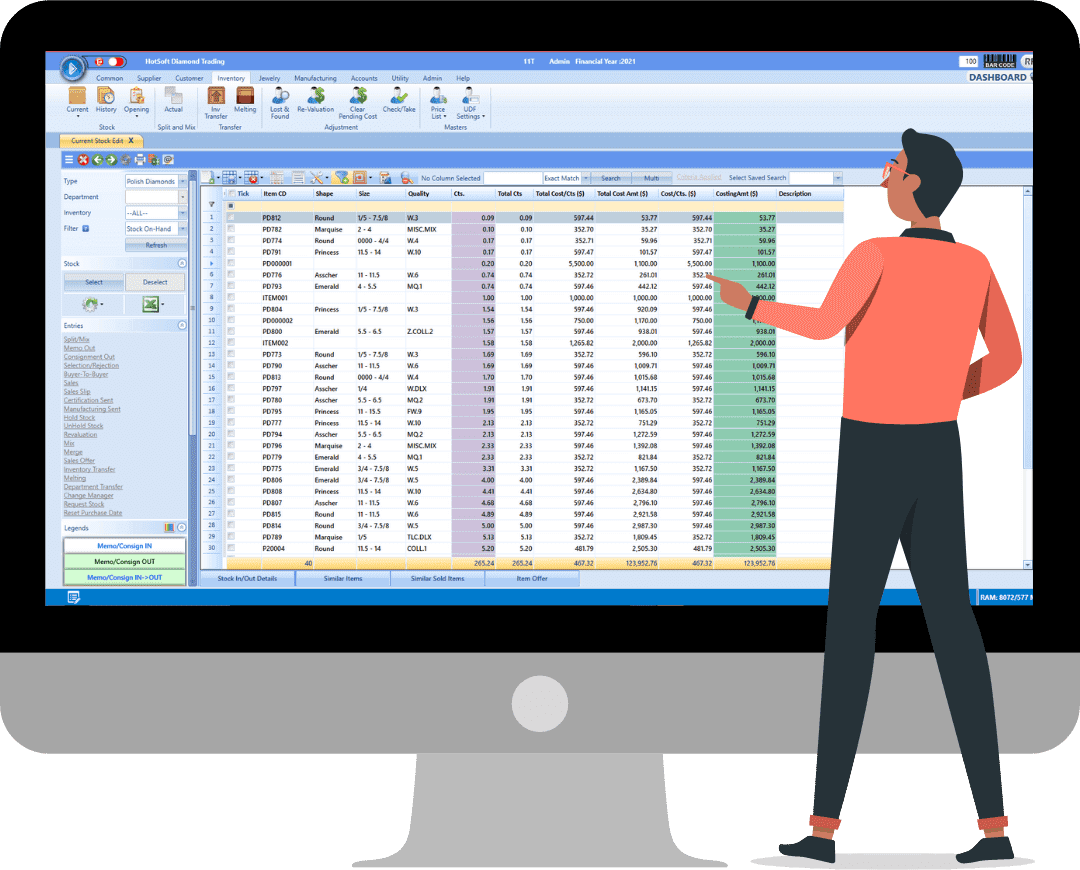 HotSoft Diamond Trading 11T Admin Financial Year :2021 100 BAR CODE
Common Supplier Customer Inventory Jewelry Manufacturing Accounts Utility Admin Help DASHBOARD
Current History Opening Actual Inv Transfer Melting Lost & Found Re-Valuation Clear Pending Cost Check/Take Price List UDF Settings
Stock Split and Mix Transfer Adjustment Masters
Current Stock Edit X
Type Polish Diamonds
Department
Inventory --ALL--
Filter Stock On-Hand
Refresh
Stock
Select Deselect
Entries
Split/Mix
Memo Out
Consignment Out
Selection/Rejection
Buyer-To-Buyer
Sales
Sales Slip
Certification Sent
Manufacturing Sent
Hold Stock
UnHeld Stock
Revaluation
Mix
Merge
Sales Offer
Inventory Transfer
Melting
Department Transfer
Change Manager
Request Stock
Reset Purchase Date
Legends
Memo/Consign IN
Memo/Consign OUT
Memo/Consign IN->OUT
No Column Selected Exact Match Search Multi Criteria Applied Select Saved Search
Tick Item CD Shape Size Quality Cts. Total Cts Total Cost/Cts ($) Total Cost Amt ($) Cost/Cts. ($) CostingAmt ($) Description
1 PD812 Round 1/5 - 7.5/8 W.3 0.09 0.09 597.44 53.77 597.44 53.77
2 PD782 Marquise 2 - 4 MISC.MIX 0.10 0.10 352.70 35.27 352.70 35.27
3 PD774 Round 0000 - 4/4 W.4 0.17 0.17 352.71 59.96 352.71 59.96
4 PD791 Princess 11.5 - 14 W.10 0.17 0.17 597.47 101.57 597.47 101.57
PD000001 0.20 0.20 5,500.00 1,100.00 5,500.00 1,100.00
6 PD776 Asscher 11 - 11.5 W.6 0.74 0.74 352.72 261.01 352.72 261.01
7 PD793 Emerald 4 - 5.5 MQ.1 0.74 0.74 597.46 442.12 597.46 442.12
8 ITEM001 1.00 1.00 1,000.00 1,000.00
9 PD804 Princess 1/5 - 7.5/8 W.3 1.54 1.54 597.46 920.09 597.46 920.09
10 PD000002 1.56 1.56 750.00 1,170.00 750.00 1,170.00
11 PD800 Emerald 5.5 - 6.5 Z.COLL.2 1.57 1.57 597.46 938.01 597.46 938.01
12 ITEM002 1.58 1.58 1,265.82 2,000.00 1,265.82 2,000.00
13 PD773 Round 1/5 - 7.5/8 W.3 1.69 1.69 352.72 596.10 352.72 596.10
14 PD790 Asscher 11 - 11.5 W.6 1.69 1.69 597.46 1,009.71 597.46 1,009.71
15 PD813 Round 0000 - 4/4 W.4 1.70 1.70 597.46 1,015.68 597.46 1,015.68
16 PD797 Asscher 1/4 W.DLX 1.91 1.91 597.46 1,141.15 597.46 1,141.15
17 PD780 Asscher 5.5 - 6.5 MQ.2 1.91 1.91 352.72 673.70 352.72 673.70
18 PD795 Princess 11 - 15.5 FW.9 1.95 1.95 597.46 1,165.05 597.46 1,165.05
19 PD777 Princess 11.5 - 14 W.10 2.13 2.13 352.72 751.29 352.72 751.29
20 PD794 Asscher 5.5 - 6.5 MQ.2 2.13 2.13 597.46 1,272.59 597.46 1,272.59
21 PD796 Marquise 2 - 4 MISC.MIX 2.33 2.33 597.46 1,392.08 597.46 1,392.08
22 PD779 Emerald 4 - 5.5 MQ.1 2.33 2.33 352.72 821.84 352.72 821.84
23 PD775 Emerald 3/4 - 7.5/8 W.5 3.31 3.31 352.72 1,167.50 352.72 1,167.50
24 PD806 Emerald 3/4 - 7.5/8 W.5 4.00 4.00 597.46 2,389.84 597.46 2,389.84
25 PD808 Princess 11.5 - 14 W.10 4.41 4.41 597.46 2,634.80 597.46 2,634.80
26 PD807 Asscher 11 - 11.5 W.6 4.68 4.68 597.46 2,796.10 597.46 2,796.10
27 PD815 Round 11 - 11.5 W.6 4.89 4.89 597.46 2,921.58 597.46 2,921.58
28 PD814 Round 3/4 - 7.5/8 W.5 5.00 5.00 597.46 2,987.30 597.46 2,987.30
29 PD789 Marquise 1/5 TLC.DLX 5.13 5.13 352.72 1,809.45 352.72 1,809.45
30 P20004 Round 11.5 - 14 COLL.1 5.20 5.20 481.79 2,505.30 481.79 2,505.30
40 265.24 265.24 467.32 123,952.76 467.32 123,952.76
Stock In/Out Details Similar Items Similar Sold Items Item Offer
RAM: 8072/577